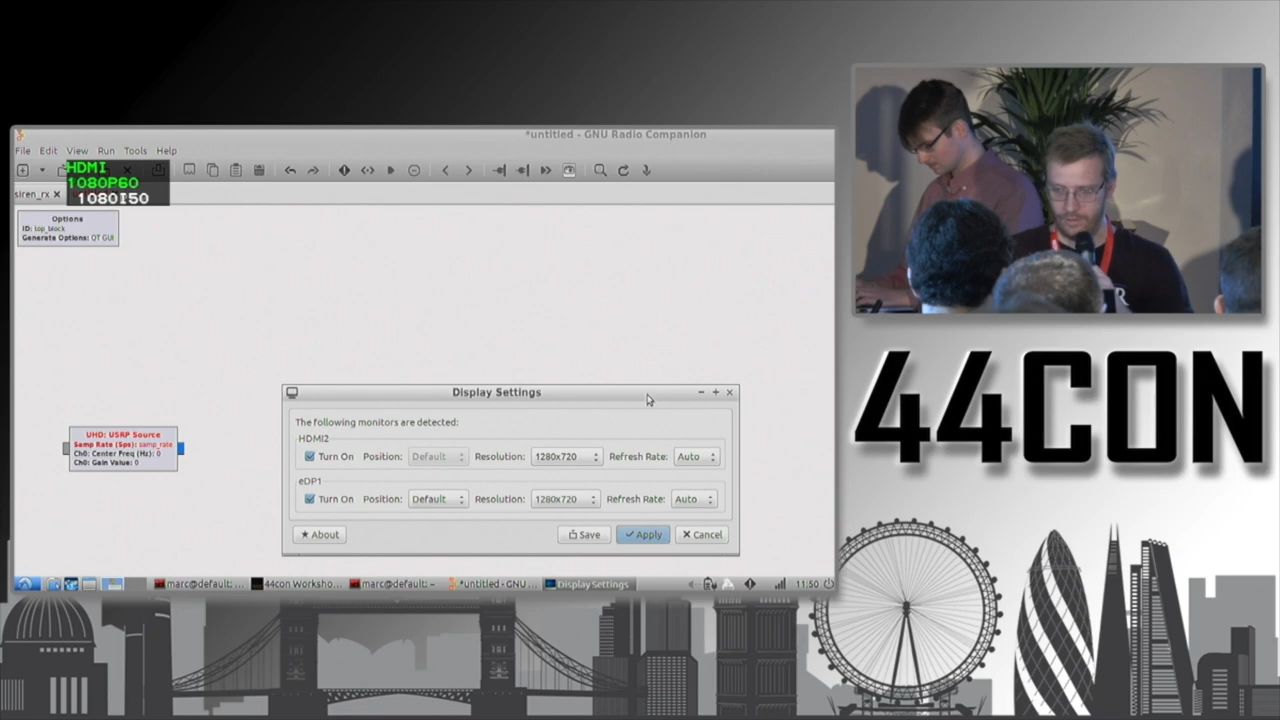 *untitled - GNU Radio Companion
File Edit View Run Tools Help
HDMI
1080P60
1080I50
siren_rx
Options
ID: top_block
Generate Options: QT GUI
UHD: USRP Source
Samp Rate (Sps): samp_rate
Ch0: Center Freq (Hz): 0
Ch0: Gain Value: 0
Display Settings
The following monitors are detected:
HDMI2
Turn On Position: Default Resolution: 1280x720 Refresh Rate: Auto
eDP1
Turn On Position: Default Resolution: 1280x720 Refresh Rate: Auto
About Save Apply Cancel
marc@default: ... 44con Worksho... marc@default: ~ *untitled - GNU ... Display Settings 11:50
44CON